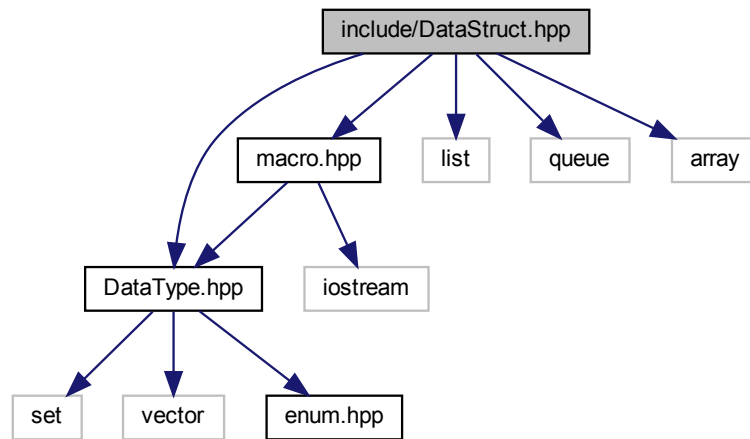 include/DataStruct.hpp
macro.hpp
list
queue
array
DataType.hpp
iostream
set
vector
enum.hpp